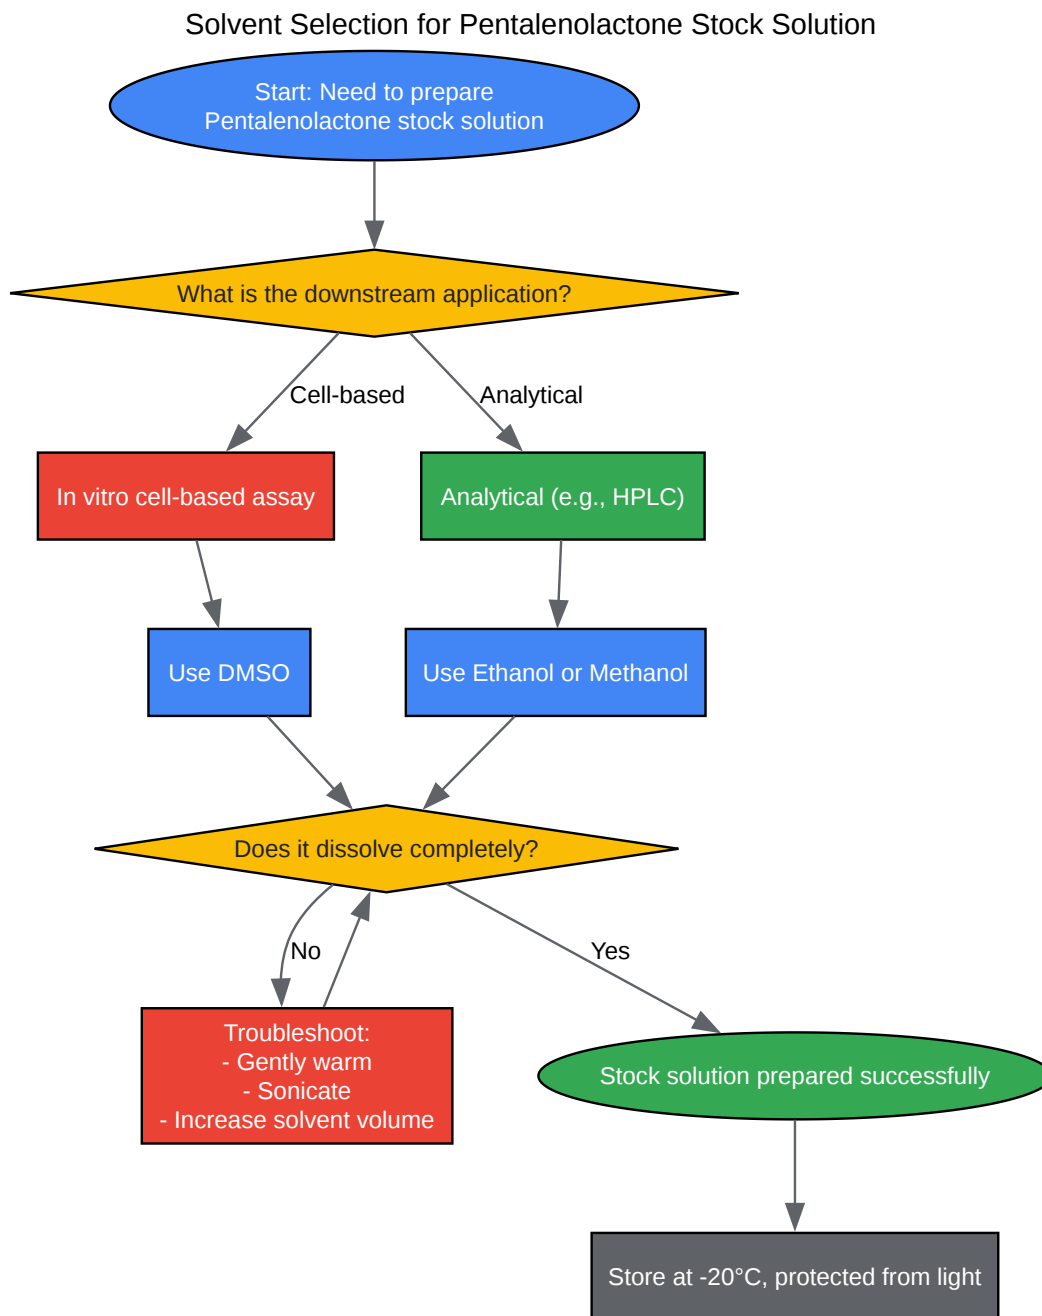 Solvent Selection for Pentalenolactone Stock Solution
Start: Need to prepare
Pentalenolactone stock solution
What is the downstream application?
Cell-based
Analytical
In vitro cell-based assay
Analytical (e.g., HPLC)
Use DMSO
Use Ethanol or Methanol
Does it dissolve completely?
No
Yes
Troubleshoot:
- Gently warm
- Sonicate
- Increase solvent volume
Stock solution prepared successfully
Store at -20°C, protected from light